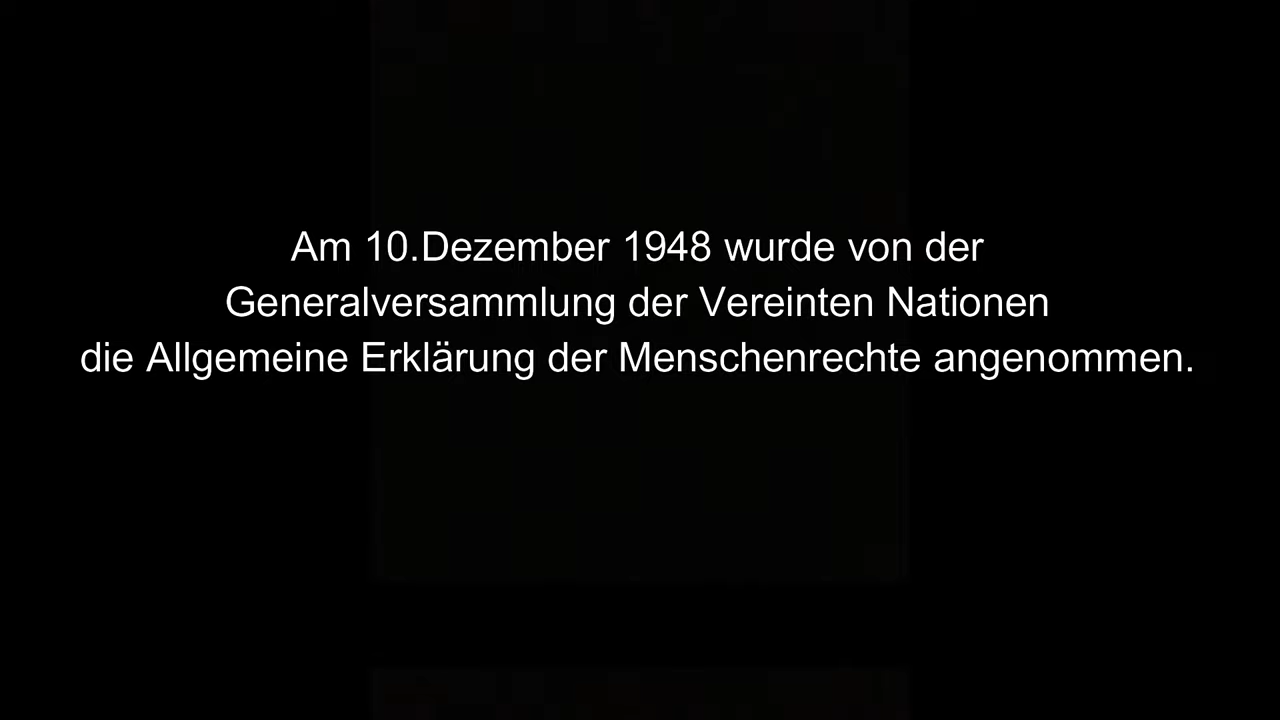 Am 10.Dezember 1948 wurde von der
Generalversammlung der Vereinten Nationen
die Allgemeine Erklärung der Menschenrechte angenommen.